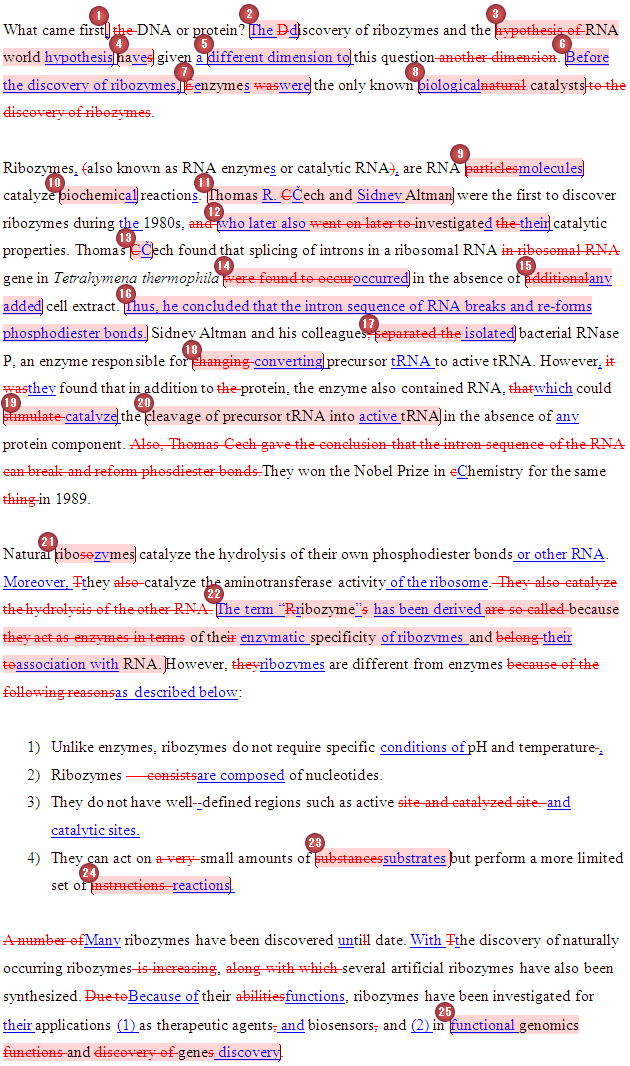 1 2 3
What came first, the DNA or protein? The Ddiscovery of ribozymes and the hypothesis of RNA
4 5 6
world hypothesis haves given a different dimension to this question another dimension. Before
7 8
the discovery of ribozymes, Eenzymes waswere the only known biologicalnatural catalysts to the
discovery of ribozymes.
9
Ribozymes, (also known as RNA enzymes or catalytic RNA), are RNA particlesmolecules
10 11
catalyze biochemical reactions. Thomas R. CČech and Sidney Altman were the first to discover
12
ribozymes during the 1980s, and who later also went on later to investigated the their catalytic
13
properties. Thomas CČech found that splicing of introns in a ribosomal RNA in ribosomal RNA
14 15
gene in Tetrahymena thermophila were found to occuroccurred in the absence of additionalany
16
added cell extract. Thus, he concluded that the intron sequence of RNA breaks and re-forms
17
phosphodiester bonds. Sidney Altman and his colleagues, separated the isolated bacterial RNase
18
P, an enzyme responsible for changing converting precursor tRNA to active tRNA. However, it
wasthey found that in addition to the protein, the enzyme also contained RNA, thatwhich could
19 20
stimulate catalyze the cleavage of precursor tRNA into active tRNA in the absence of any
protein component. Also, Thomas Cech gave the conclusion that the intron sequence of the RNA
can break and reform phosdiester bonds.They won the Nobel Prize in cChemistry for the same
thing in 1989.
21
Natural ribosozymes catalyze the hydrolysis of their own phosphodiester bonds or other RNA.
Moreover, Tthey also catalyze the aminotransferase activity of the ribosome. They also catalyze
22
the hydrolysis of the other RNA. The term “Rribozyme”s has been derived are so called because
they act as enzymes in terms of their enzymatic specificity of ribozymes and belong their
toassociation with RNA. However, theyribozymes are different from enzymes because of the
following reasonsas described below:
1) Unlike enzymes, ribozymes do not require specific conditions of pH and temperature .
2) Ribozymes consistsare composed of nucleotides.
3) They do not have well--defined regions such as active site and catalyzed site. and
catalytic sites.
23
4) They can act on a very small amounts of substancessubstrates but perform a more limited
24
set of instructions. reactions.
A number ofMany ribozymes have been discovered until date. With Tthe discovery of naturally
occurring ribozymes is increasing, along with which several artificial ribozymes have also been
synthesized. Due toBecause of their abilitiesfunctions, ribozymes have been investigated for
25
their applications (1) as therapeutic agents, and biosensors, and (2) in functional genomics
functions and discovery of genes discovery.